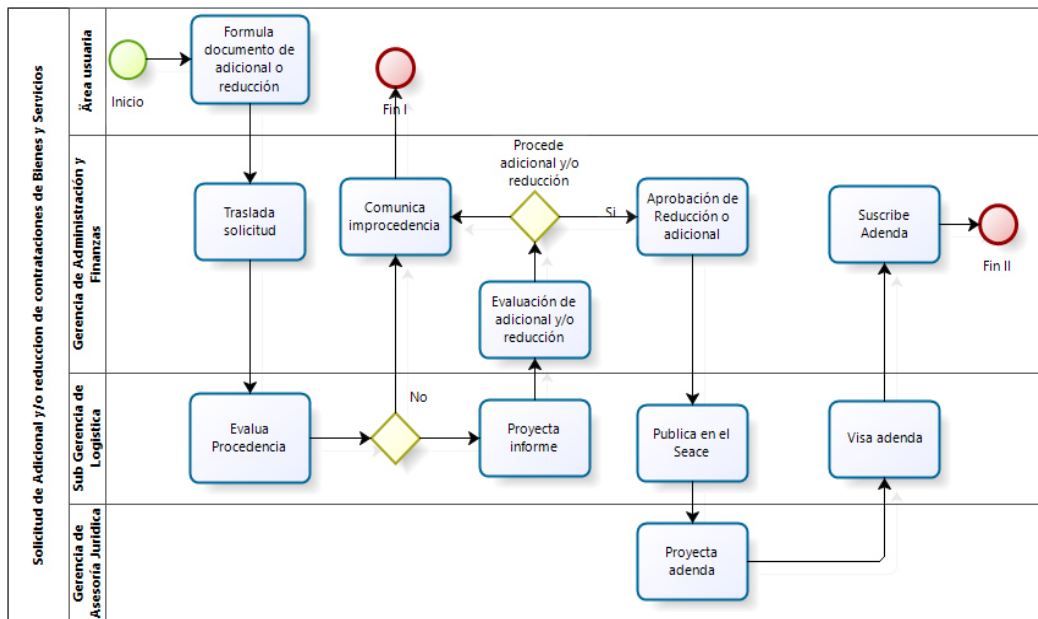 Solicitud de Adicional y/o reduccion de contrataciones de Bienes y Servicios
Ärea usuaria
Inicio
Formula
documento de
adicional o
reducción
Fin I
Gerencia de Administración y
Finanzas
Traslada
solicitud
Comunica
improcedencia
Procede
adicional y/o
reducción
Si
Aprobación de
Reducción o
adicional
Suscribe
Adenda
Fin II
Evaluación de
adicional y/o
reducción
Sub Gerencia de
Logistica
Evalua
Procedencia
No
Proyecta
informe
Publica en el
Seace
Visa adenda
Gerencia de
Asesoría Juridica
Proyecta
adenda